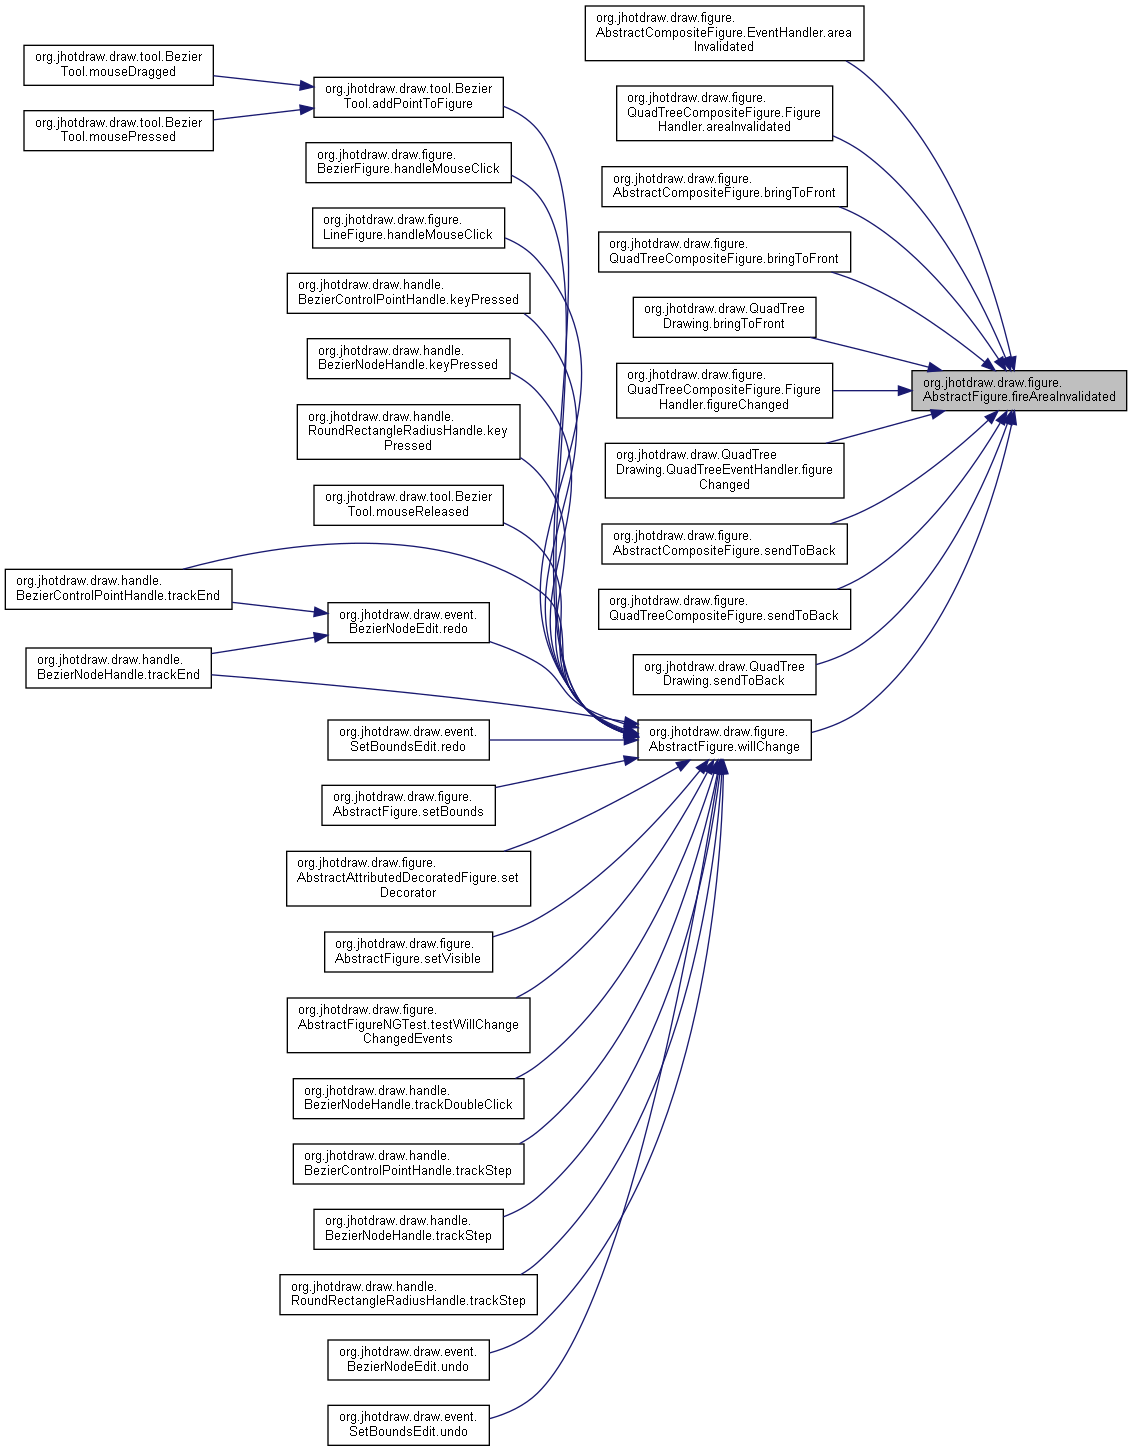 org.jhotdraw.draw.figure.
AbstractCompositeFigure.EventHandler.area
Invalidated
org.jhotdraw.draw.tool.Bezier
Tool.mouseDragged
org.jhotdraw.draw.tool.Bezier
Tool.addPointToFigure
org.jhotdraw.draw.figure.
QuadTreeCompositeFigure.Figure
Handler.areaInvalidated
org.jhotdraw.draw.tool.Bezier
Tool.mousePressed
org.jhotdraw.draw.figure.
BezierFigure.handleMouseClick
org.jhotdraw.draw.figure.
AbstractCompositeFigure.bringToFront
org.jhotdraw.draw.figure.
LineFigure.handleMouseClick
org.jhotdraw.draw.figure.
QuadTreeCompositeFigure.bringToFront
org.jhotdraw.draw.handle.
BezierControlPointHandle.keyPressed
org.jhotdraw.draw.QuadTree
Drawing.bringToFront
org.jhotdraw.draw.handle.
BezierNodeHandle.keyPressed
org.jhotdraw.draw.figure.
QuadTreeCompositeFigure.Figure
Handler.figureChanged
org.jhotdraw.draw.figure.
AbstractFigure.fireAreaInvalidated
org.jhotdraw.draw.handle.
RoundRectangleRadiusHandle.key
Pressed
org.jhotdraw.draw.QuadTree
Drawing.QuadTreeEventHandler.figure
Changed
org.jhotdraw.draw.tool.Bezier
Tool.mouseReleased
org.jhotdraw.draw.figure.
AbstractCompositeFigure.sendToBack
org.jhotdraw.draw.handle.
BezierControlPointHandle.trackEnd
org.jhotdraw.draw.event.
BezierNodeEdit.redo
org.jhotdraw.draw.figure.
QuadTreeCompositeFigure.sendToBack
org.jhotdraw.draw.handle.
BezierNodeHandle.trackEnd
org.jhotdraw.draw.QuadTree
Drawing.sendToBack
org.jhotdraw.draw.event.
SetBoundsEdit.redo
org.jhotdraw.draw.figure.
AbstractFigure.willChange
org.jhotdraw.draw.figure.
AbstractFigure.setBounds
org.jhotdraw.draw.figure.
AbstractAttributedDecoratedFigure.set
Decorator
org.jhotdraw.draw.figure.
AbstractFigure.setVisible
org.jhotdraw.draw.figure.
AbstractFigureNGTest.testWillChange
ChangedEvents
org.jhotdraw.draw.handle.
BezierNodeHandle.trackDoubleClick
org.jhotdraw.draw.handle.
BezierControlPointHandle.trackStep
org.jhotdraw.draw.handle.
BezierNodeHandle.trackStep
org.jhotdraw.draw.handle.
RoundRectangleRadiusHandle.trackStep
org.jhotdraw.draw.event.
BezierNodeEdit.undo
org.jhotdraw.draw.event.
SetBoundsEdit.undo